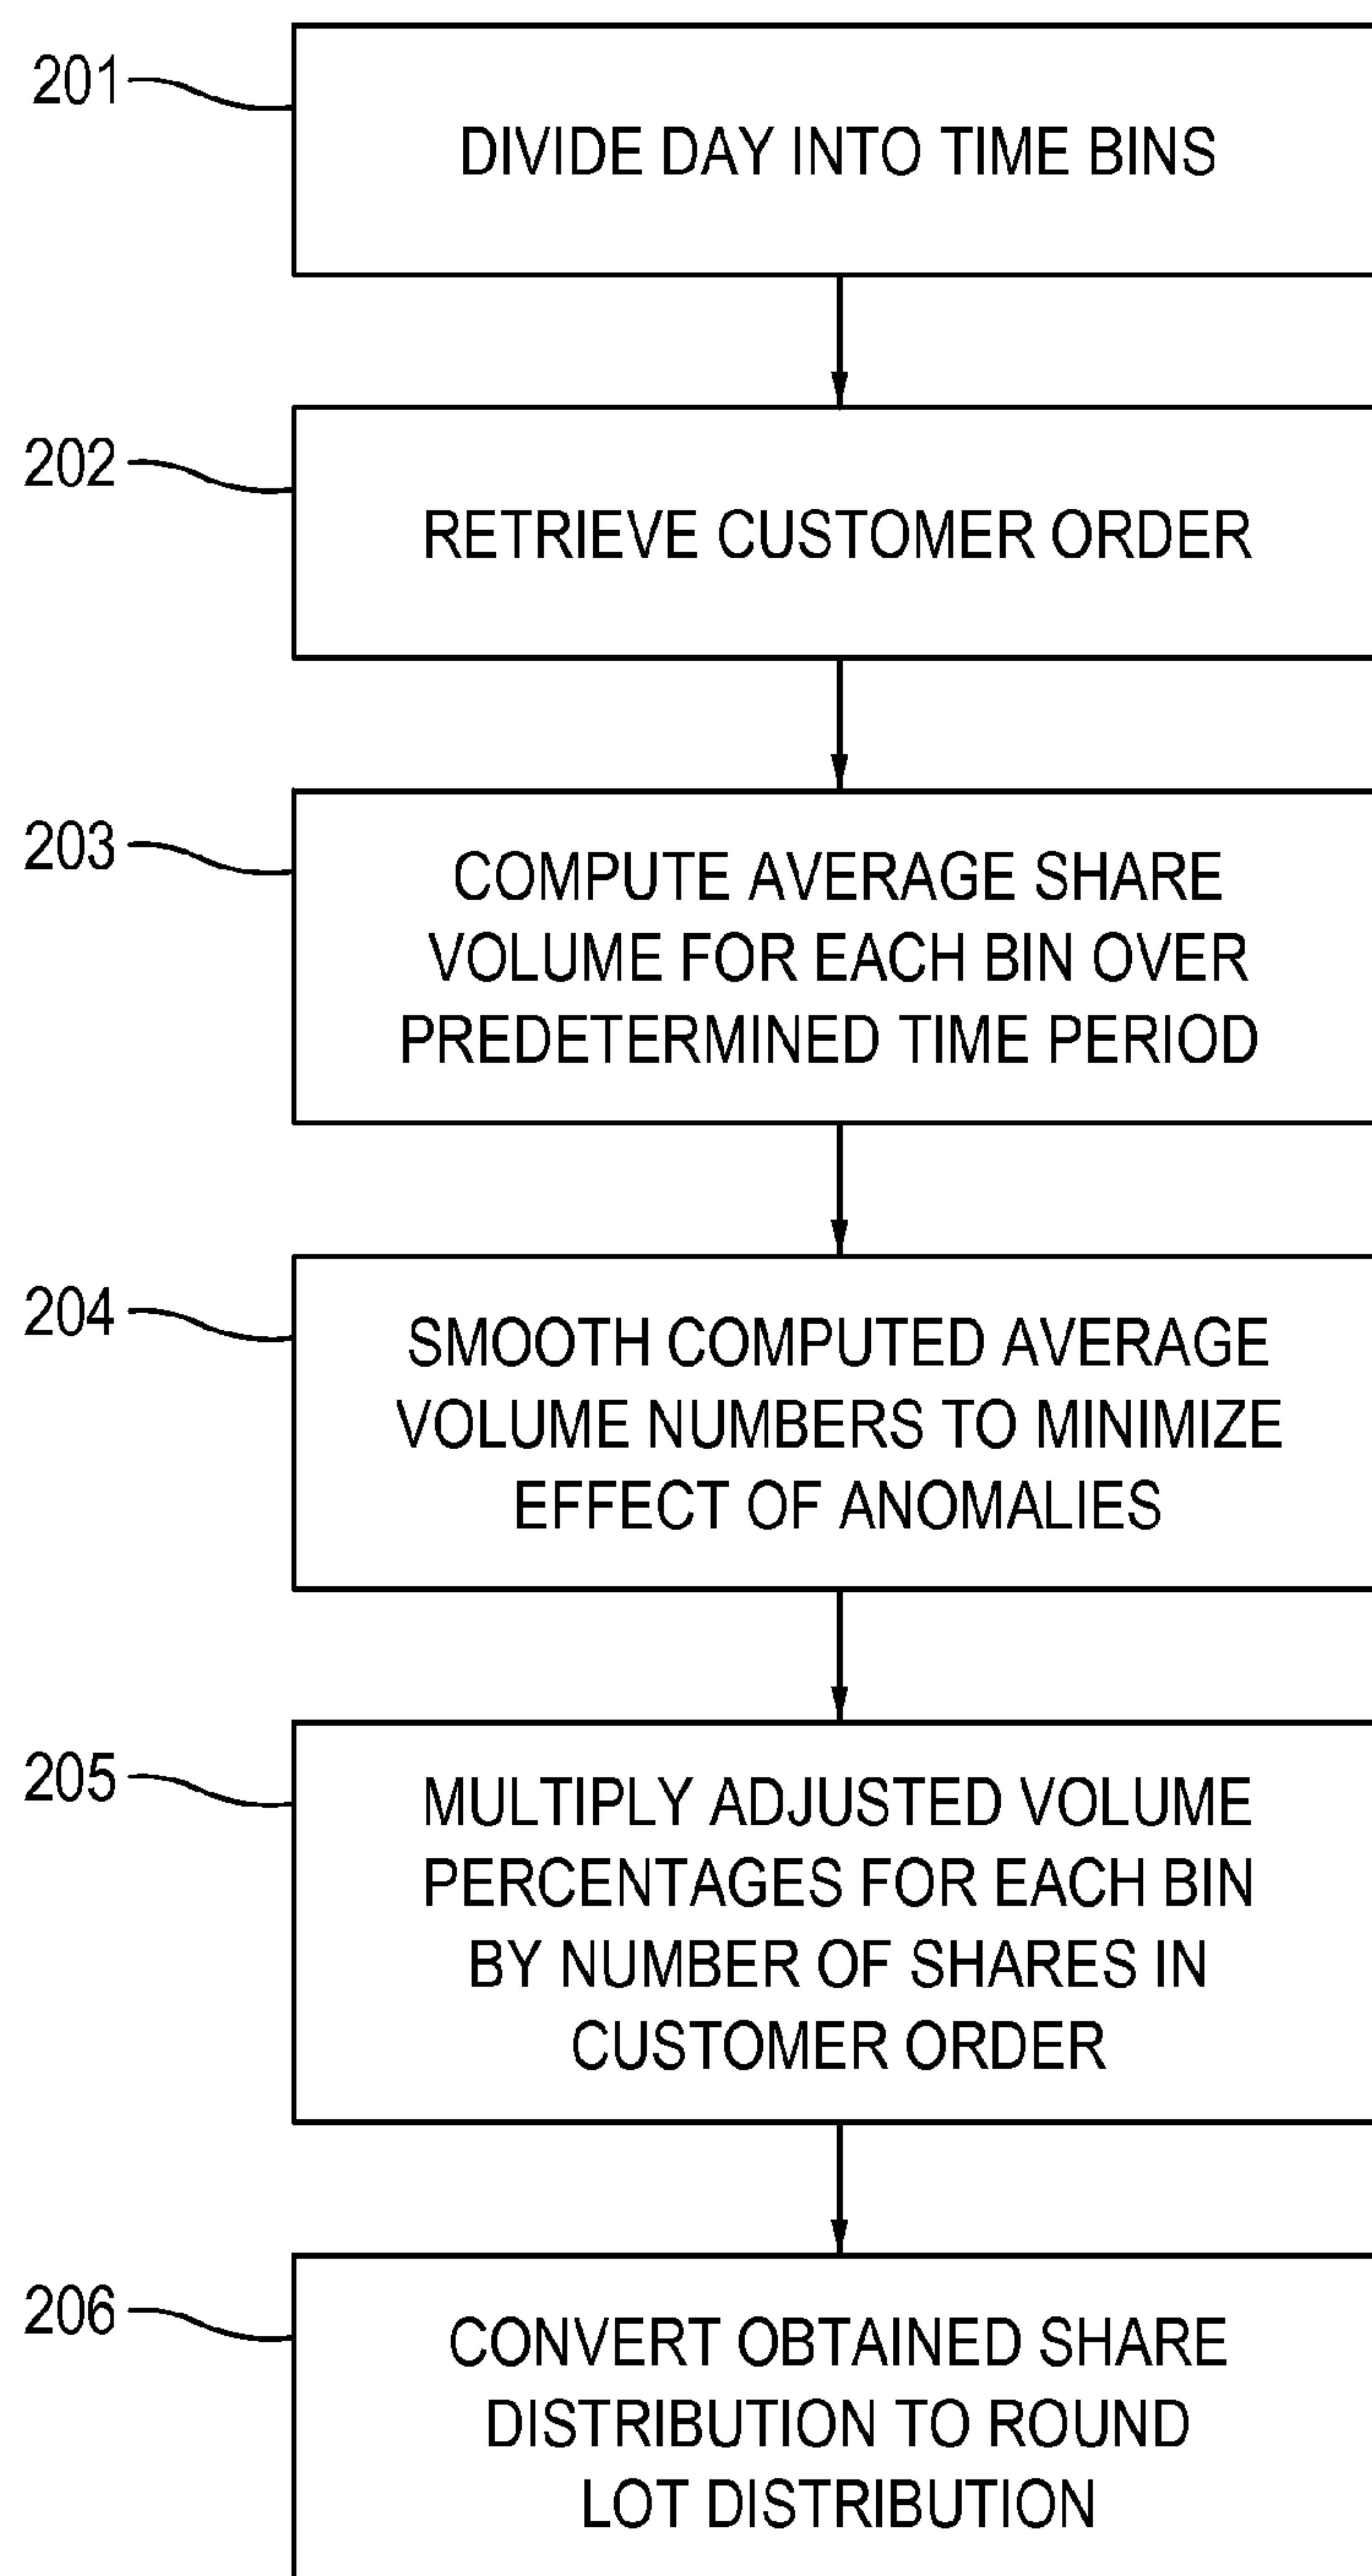 201
DIVIDE DAY INTO TIME BINS
202
RETRIEVE CUSTOMER ORDER
203
COMPUTE AVERAGE SHARE
VOLUME FOR EACH BIN OVER
PREDETERMINED TIME PERIOD
204
SMOOTH COMPUTED AVERAGE
VOLUME NUMBERS TO MINIMIZE
EFFECT OF ANOMALIES
205
MULTIPLY ADJUSTED VOLUME
PERCENTAGES FOR EACH BIN
BY NUMBER OF SHARES IN
CUSTOMER ORDER
206
CONVERT OBTAINED SHARE
DISTRIBUTION TO ROUND
LOT DISTRIBUTION